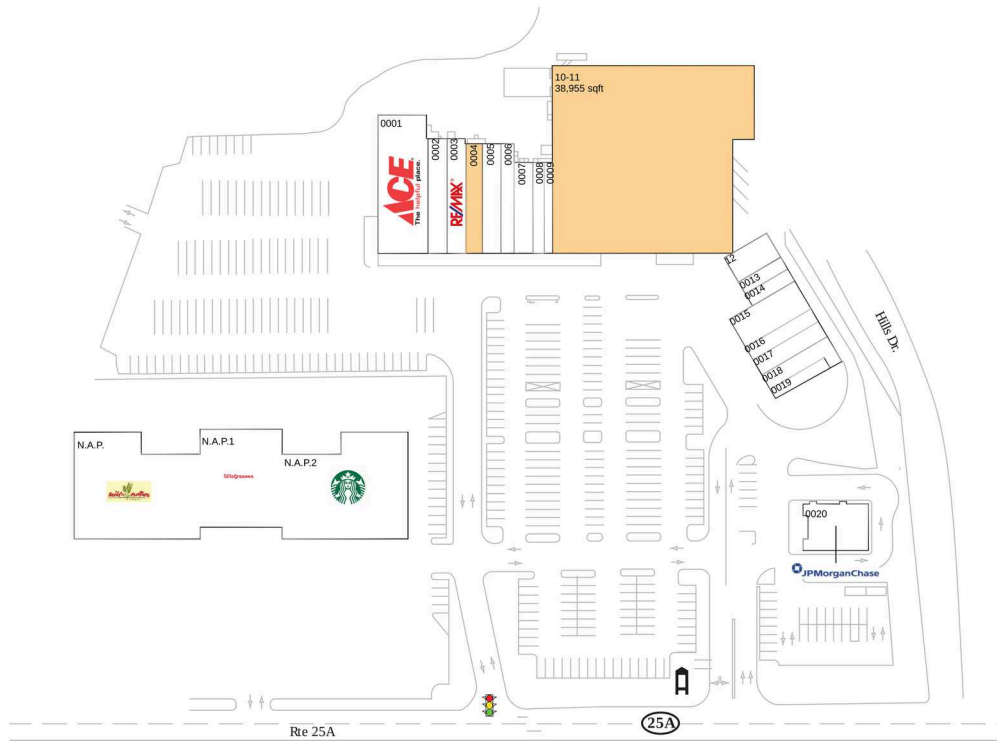 10-11
38,955 sqft
0001
0002
0003
0004
0005
0006
0007
0008
0009
ACE
The helpful place.
RE/MAX
12
0013
0014
0015
0016
0017
0018
0019
Hills Dr.
N.A.P.
N.A.P.1
N.A.P.2
Walgreens
0020
JPMorganChase
25A
Rte 25A